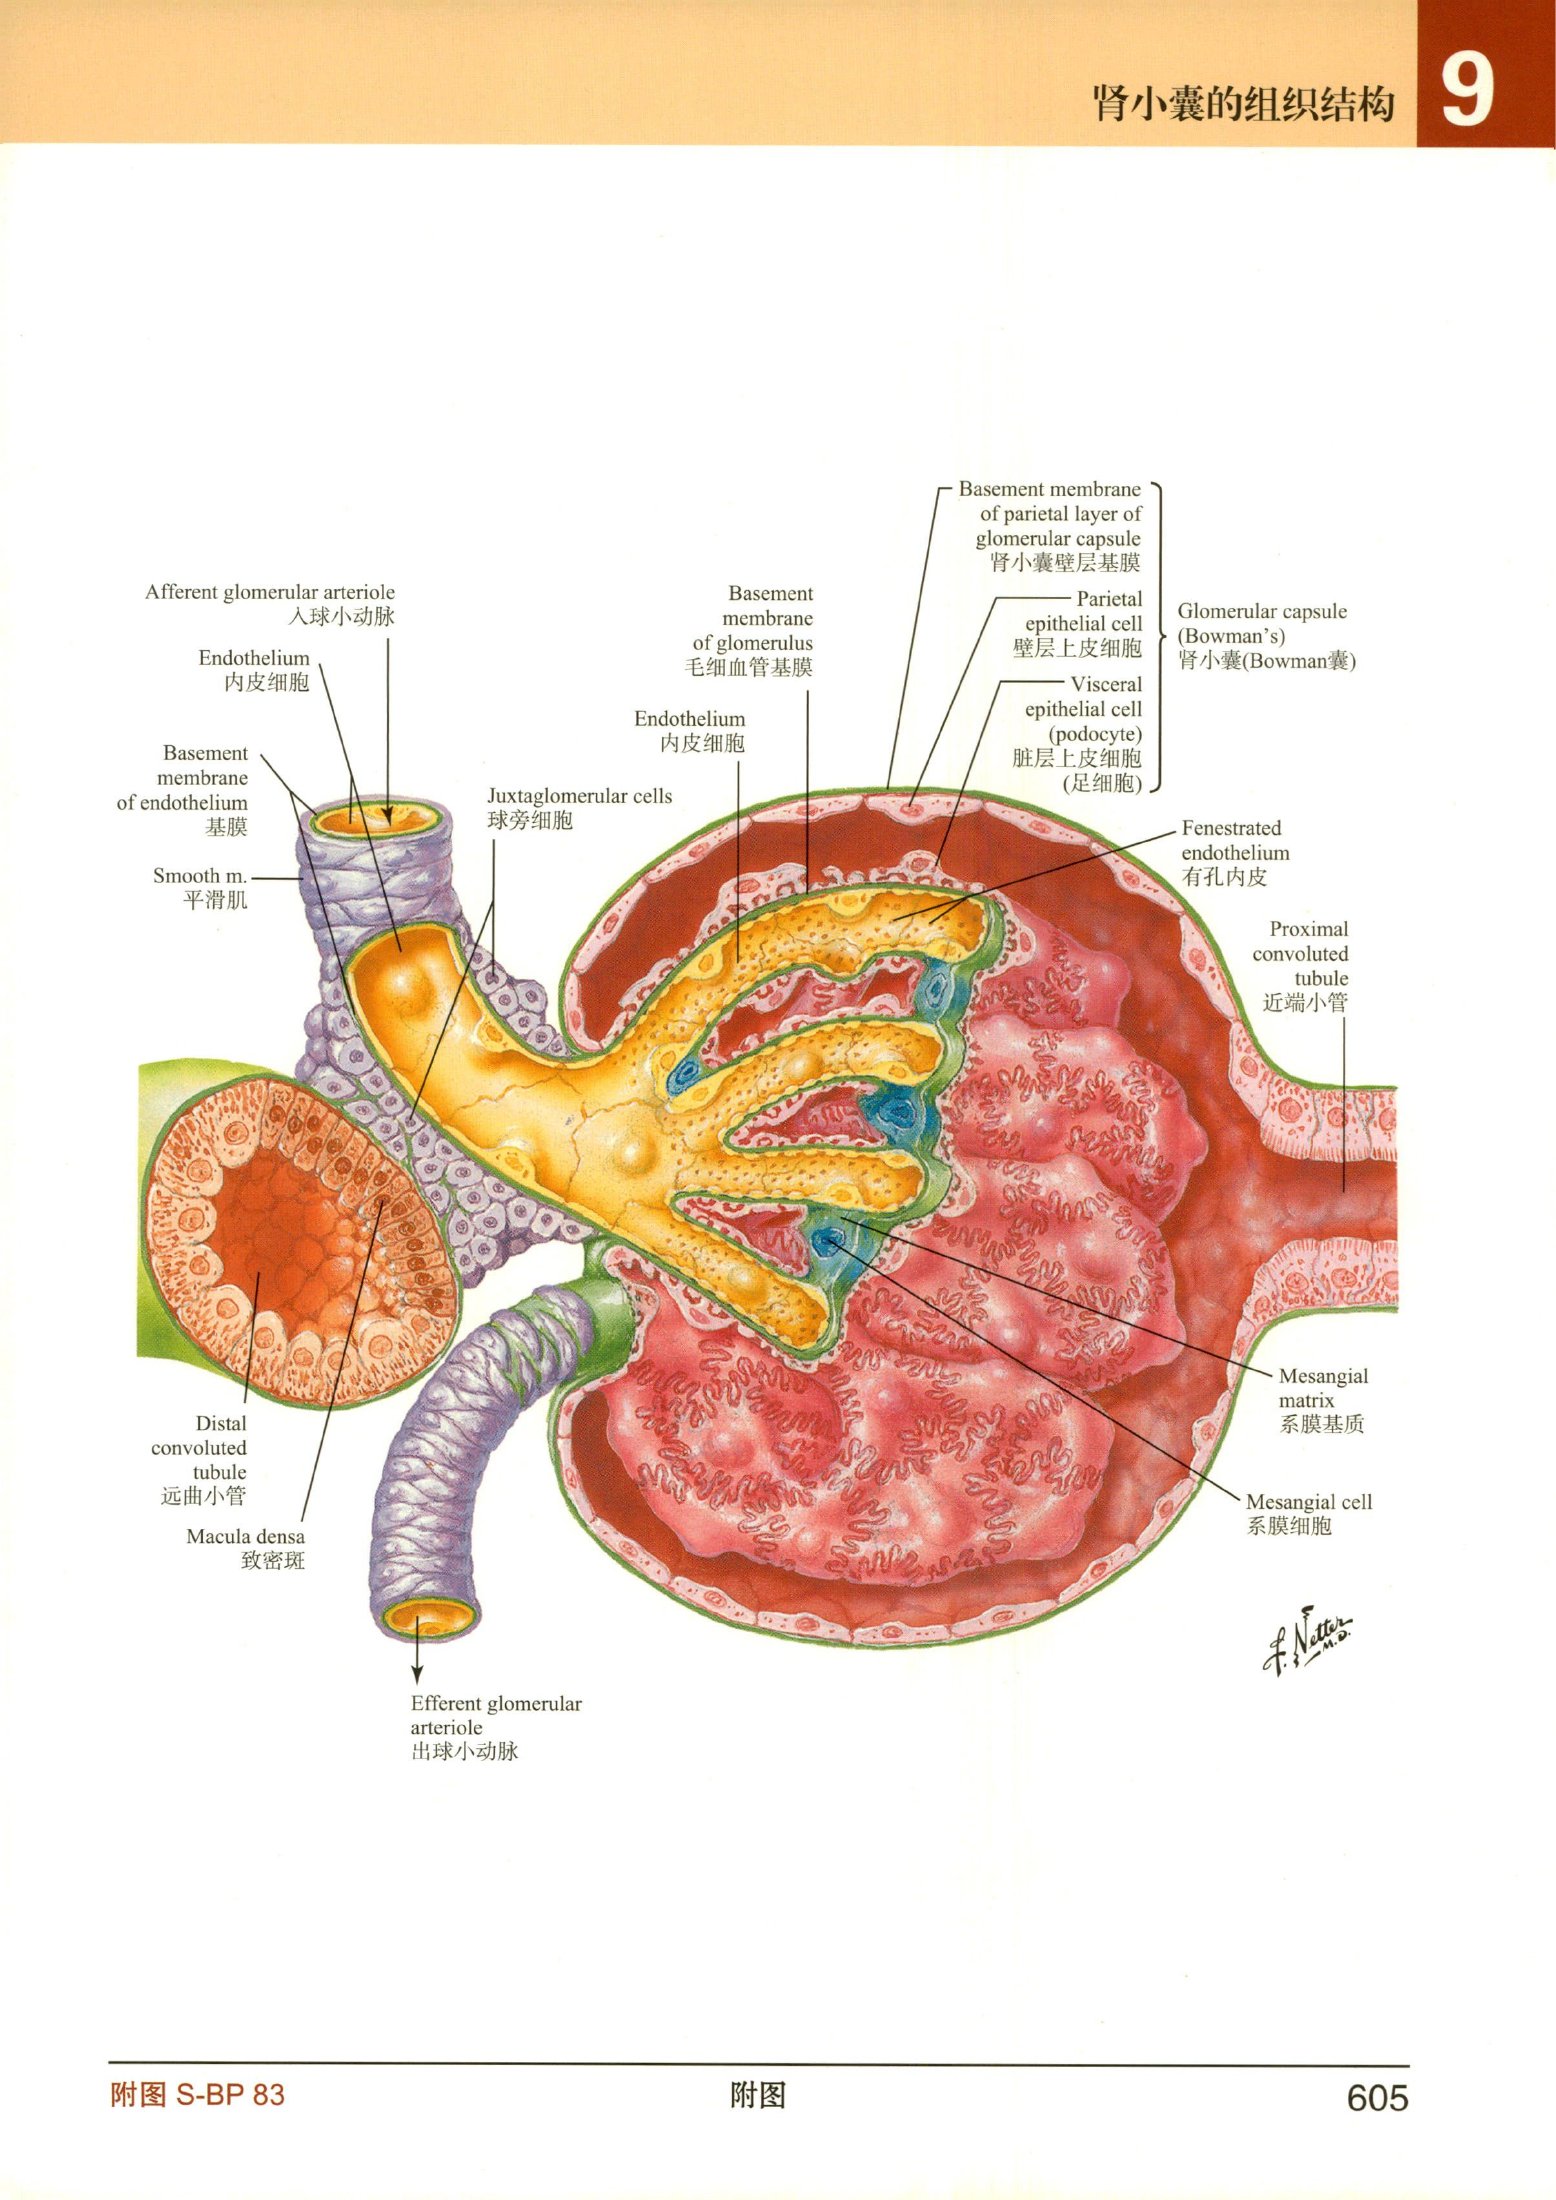 肾小囊的组织结构
9
Basement membrane
of parietal layer of
glomerular capsule
肾小囊壁层基膜
Parietal
epithelial cell
壁层上皮细胞
Visceral
epithelial cell
(podocyte)
脏层上皮细胞
(足细胞)
Glomerular capsule
(Bowman's)
肾小囊(Bowman囊)
Afferent glomerular arteriole
入球小动脉
Endothelium
内皮细胞
Basement
membrane
of endothelium
基膜
Smooth m.
平滑肌
Juxtaglomerular cells
球旁细胞
Basement
membrane
of glomerulus
毛细血管基膜
Endothelium
内皮细胞
Fenestrated
endothelium
有孔内皮
Proximal
convoluted
tubule
近端小管
Mesangial
matrix
系膜基质
Mesangial cell
系膜细胞
Distal
convoluted
tubule
远曲小管
Macula densa
致密斑
Efferent glomerular
arteriole
出球小动脉
F. Netter
M.D.
附图 S-BP 83
附图
605